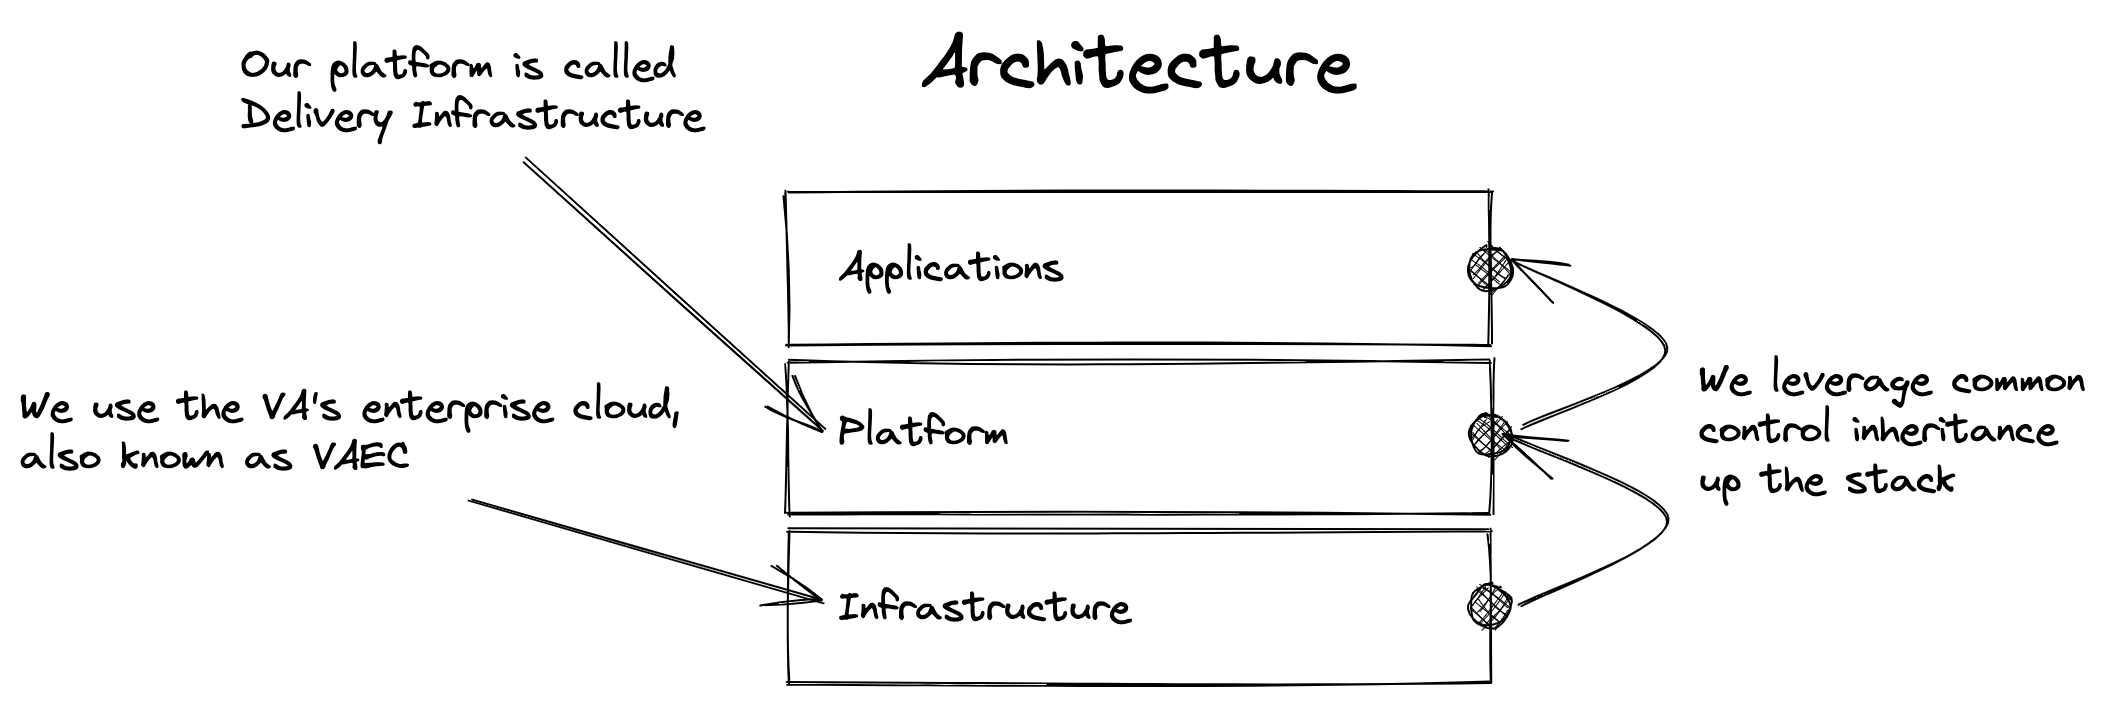 Architecture
Our platform is called
Delivery Infrastructure
Applications
We use the VA's enterprise cloud,
also known as VAEC
Platform
We leverage common
control inheritance
up the stack
Infrastructure